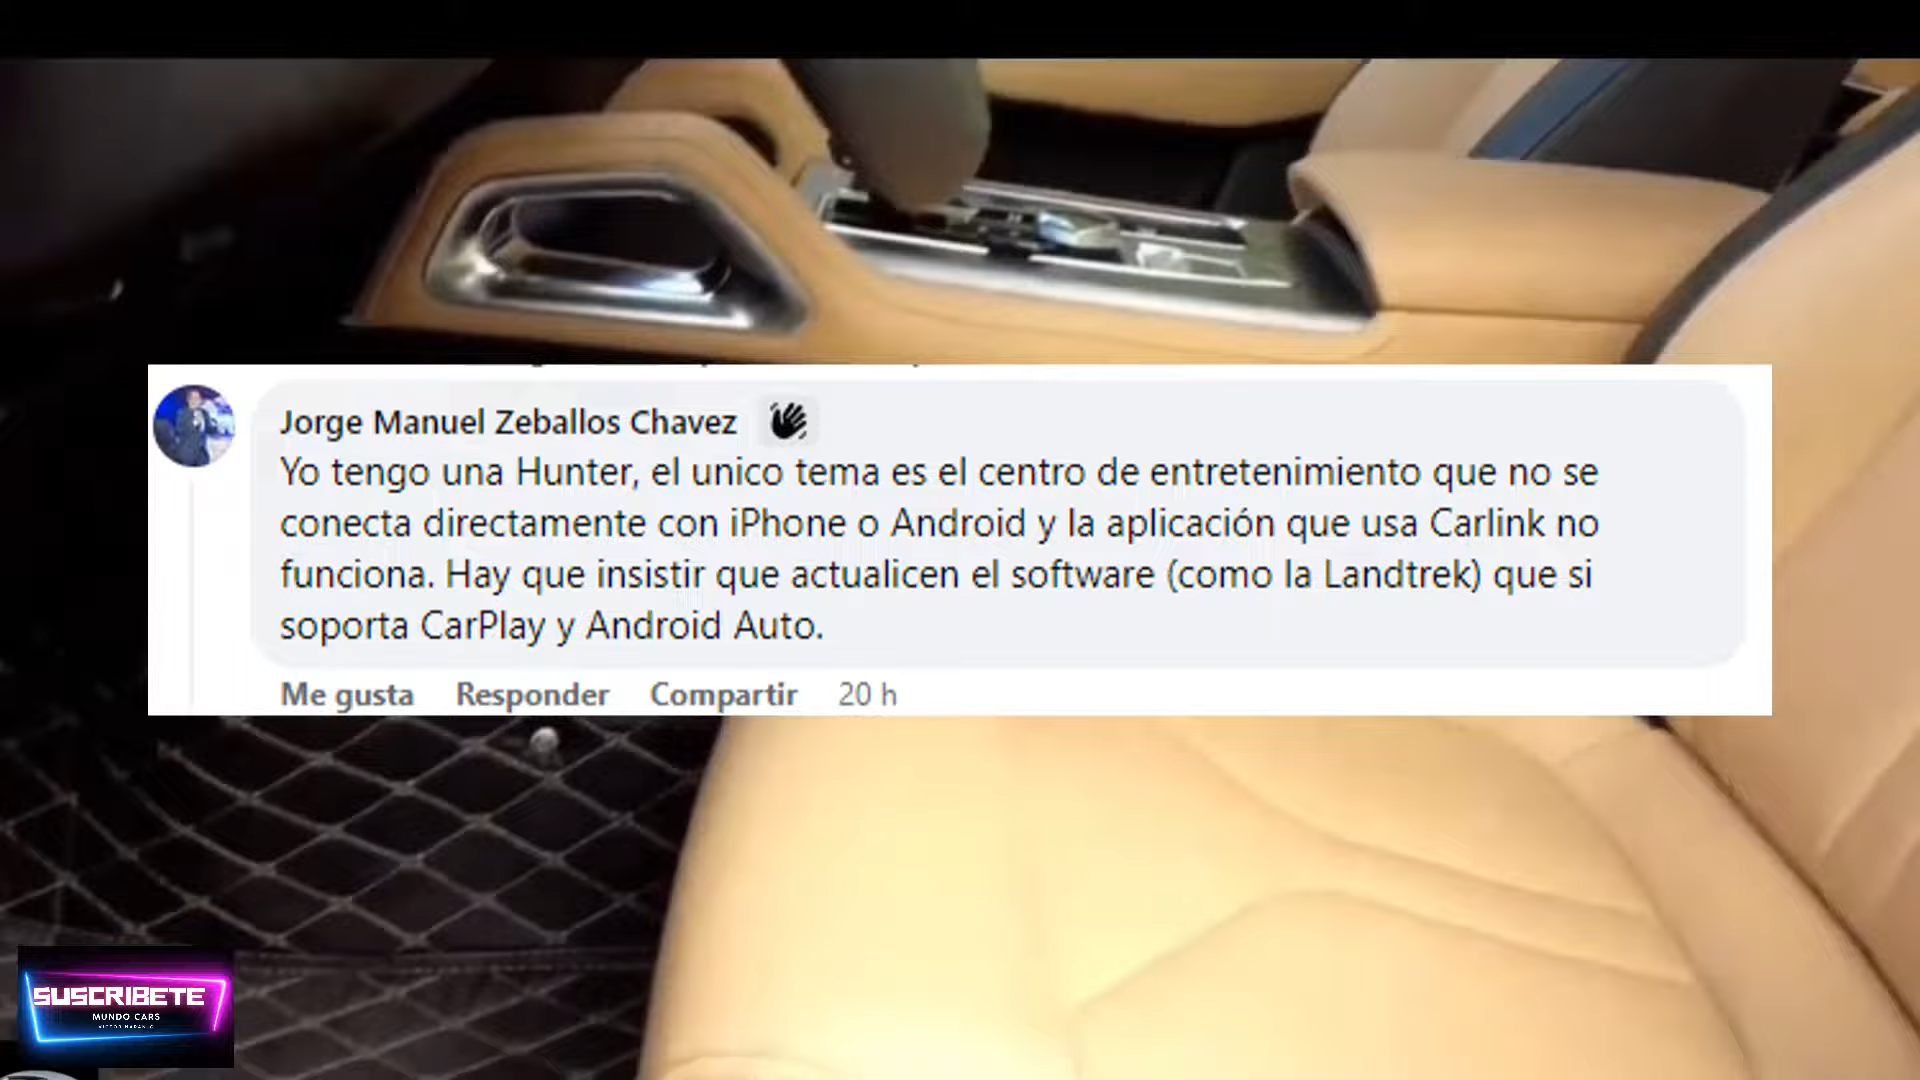 Jorge Manuel Zeballos Chavez
Yo tengo una Hunter, el unico tema es el centro de entretenimiento que no se
conecta directamente con iPhone o Android y la aplicación que usa Carlink no
funciona. Hay que insistir que actualicen el software (como la Landtrek) que si
soporta CarPlay y Android Auto.
Me gusta Responder Compartir 20 h
SUSCRIBETE
MUNDO CARS